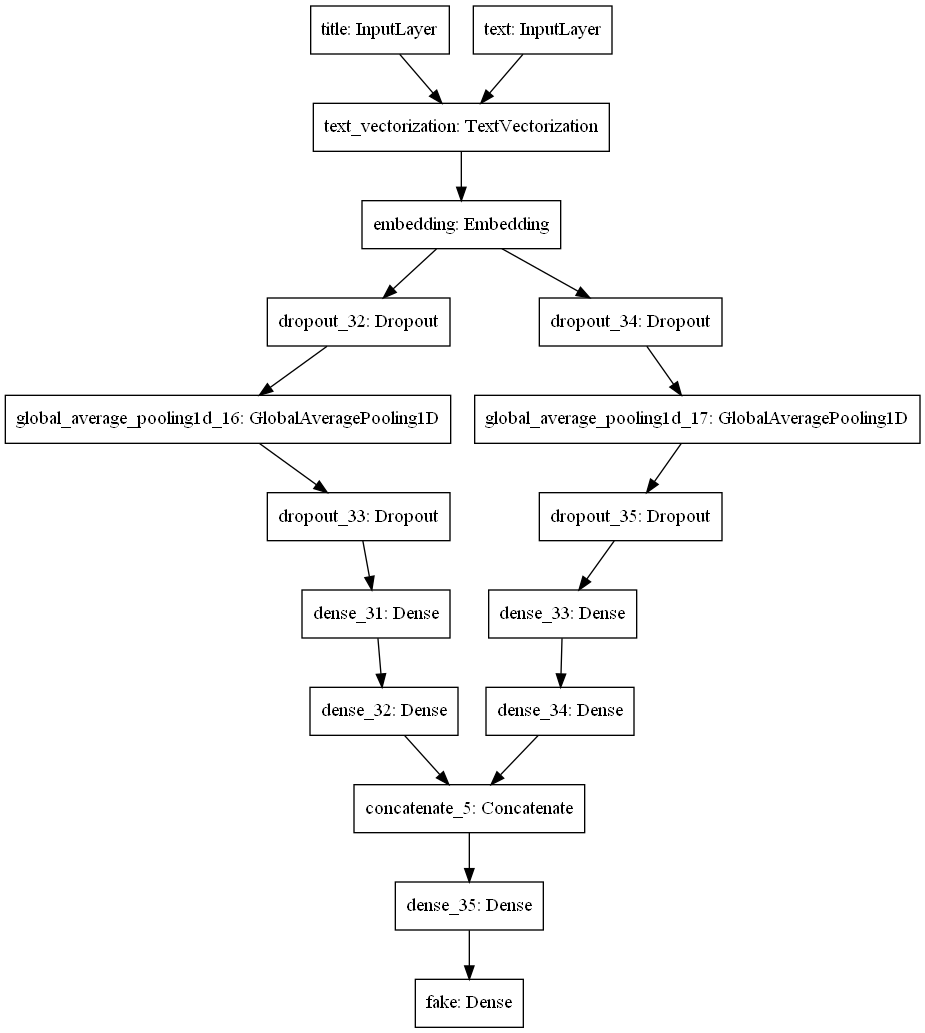 title: InputLayer
text: InputLayer
text_vectorization: TextVectorization
embedding: Embedding
dropout_32: Dropout
dropout_34: Dropout
global_average_pooling1d_16: GlobalAveragePooling1D
global_average_pooling1d_17: GlobalAveragePooling1D
dropout_33: Dropout
dropout_35: Dropout
dense_31: Dense
dense_33: Dense
dense_32: Dense
dense_34: Dense
concatenate_5: Concatenate
dense_35: Dense
fake: Dense